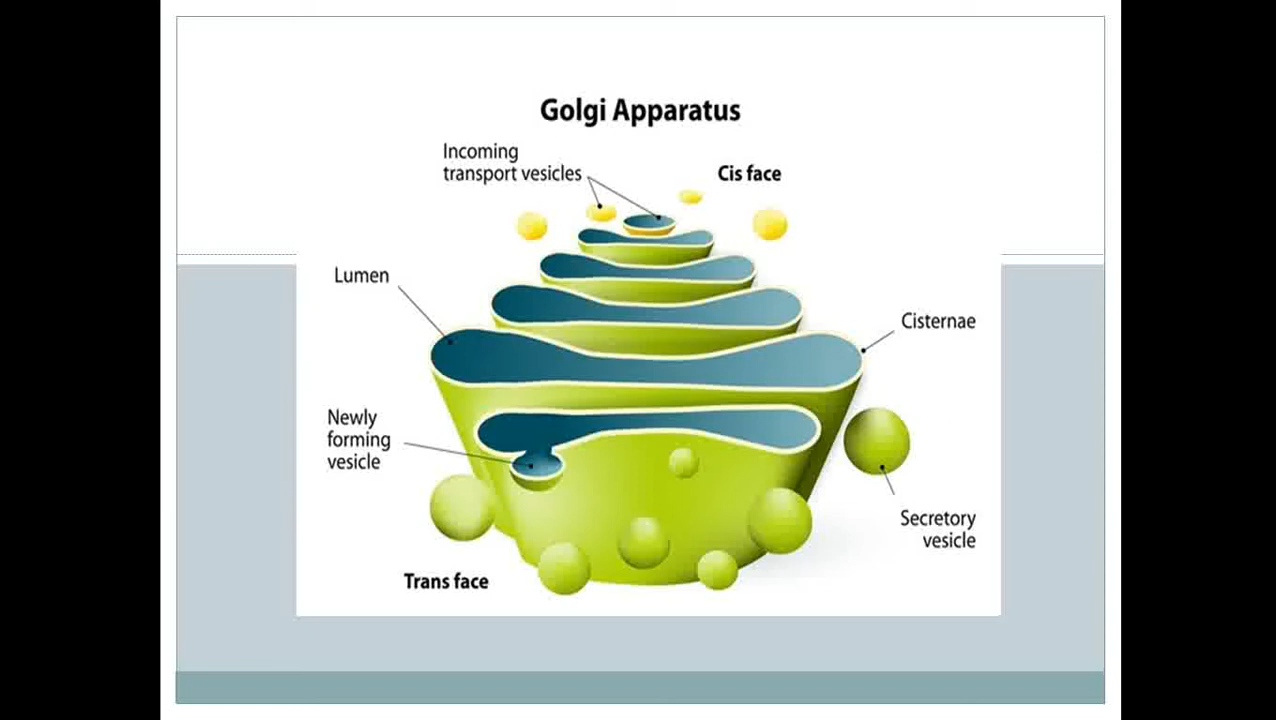 Golgi Apparatus
Incoming
transport vesicles
Cis face
Lumen
Cisternae
Newly
forming
vesicle
Secretory
vesicle
Trans face